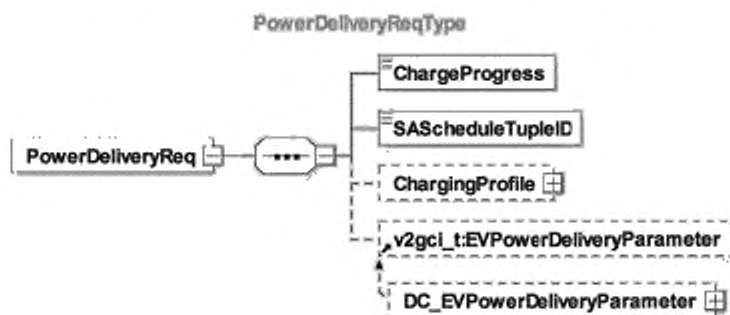 PowerDeliveryReqType
ChargeProgress
SAScheduleTupleID
PowerDeliveryReq
ChargingProfile
v2gci_t:EVPowerDeliveryParameter
DC_EVPowerDeliveryParameter